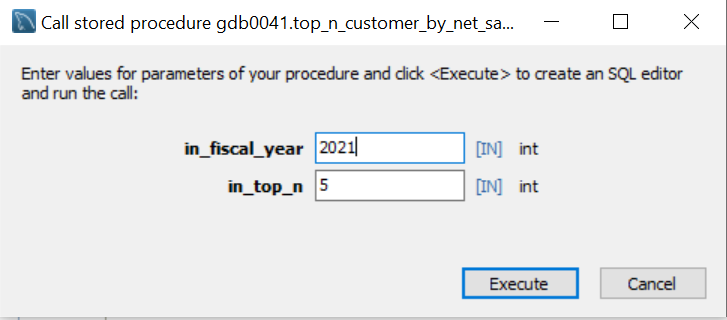 Call stored procedure gdb0041.top_n_customer_by_net_sa...
Enter values for parameters of your procedure and click <Execute> to create an SQL editor
and run the call:
in_fiscal_year 2021 [IN] int
in_top_n 5 [IN] int
Execute Cancel